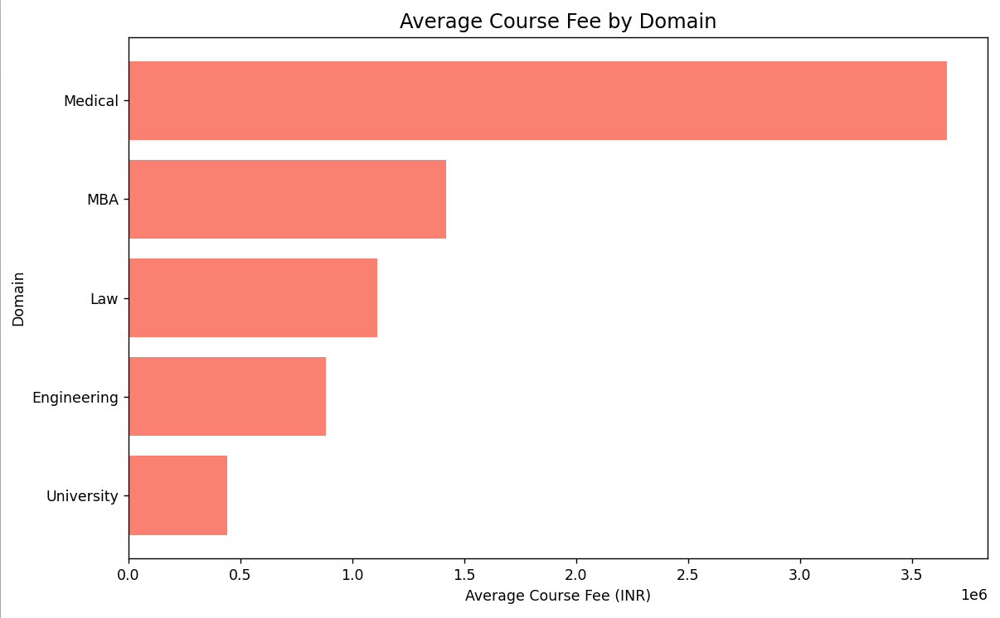 Average Course Fee by Domain
Domain
Medical
MBA
Law
Engineering
University
0.0 0.5 1.0 1.5 2.0 2.5 3.0 3.5
1e6
Average Course Fee (INR)